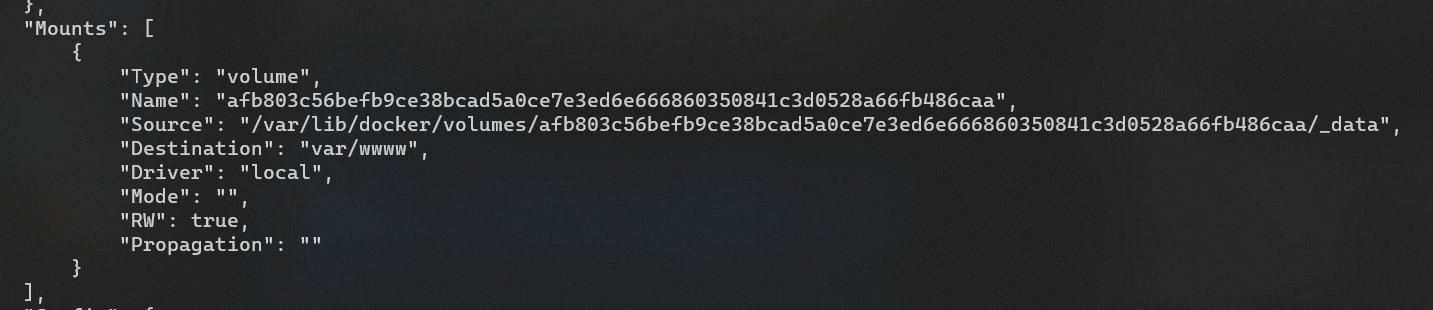 },
"Mounts": [
{
"Type": "volume",
"Name": "afb803c56befb9ce38bcad5a0ce7e3ed6e666860350841c3d0528a66fb486caa",
"Source": "/var/lib/docker/volumes/afb803c56befb9ce38bcad5a0ce7e3ed6e666860350841c3d0528a66fb486caa/_data",
"Destination": "var/wwww",
"Driver": "local",
"Mode": "",
"RW": true,
"Propagation": ""
}
],